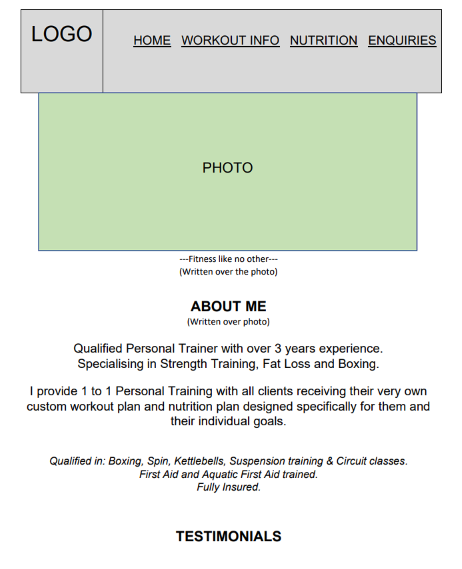 LOGO
HOME WORKOUT INFO NUTRITION ENQUIRIES
PHOTO
---Fitness like no other---
(Written over the photo)
ABOUT ME
(Written over photo)
Qualified Personal Trainer with over 3 years experience.
Specialising in Strength Training, Fat Loss and Boxing.
I provide 1 to 1 Personal Training with all clients receiving their very own
custom workout plan and nutrition plan designed specifically for them and
their individual goals.
Qualified in: Boxing, Spin, Kettlebells, Suspension training & Circuit classes.
First Aid and Aquatic First Aid trained.
Fully Insured.
TESTIMONIALS